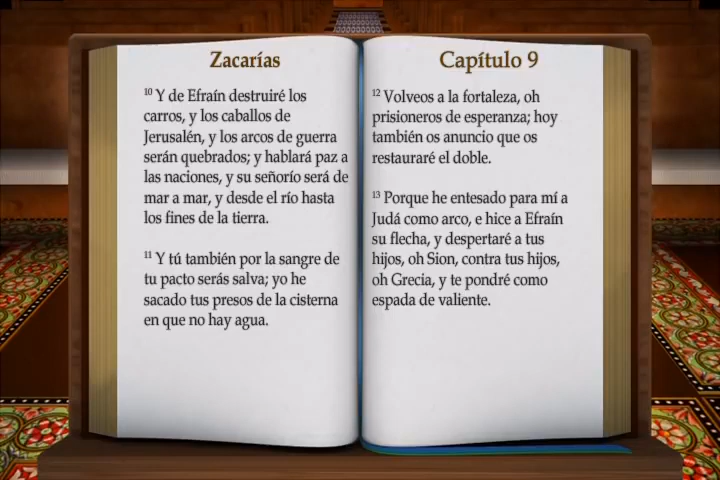 Zacarías
¹⁰ Y de Efraín destruiré los
carros, y los caballos de
Jerusalén, y los arcos de guerra
serán quebrados; y hablará paz a
las naciones, y su señorío será de
mar a mar, y desde el río hasta
los fines de la tierra.
¹¹ Y tú también por la sangre de
tu pacto serás salva; yo he
sacado tus presos de la cisterna
en que no hay agua.
Capítulo 9
¹² Volveos a la fortaleza, oh
prisioneros de esperanza; hoy
también os anuncio que os
restauraré el doble.
¹³ Porque he entesado para mí a
Judá como arco, e hice a Efraín
su flecha, y despertaré a tus
hijos, oh Sion, contra tus hijos,
oh Grecia, y te pondré como
espada de valiente.